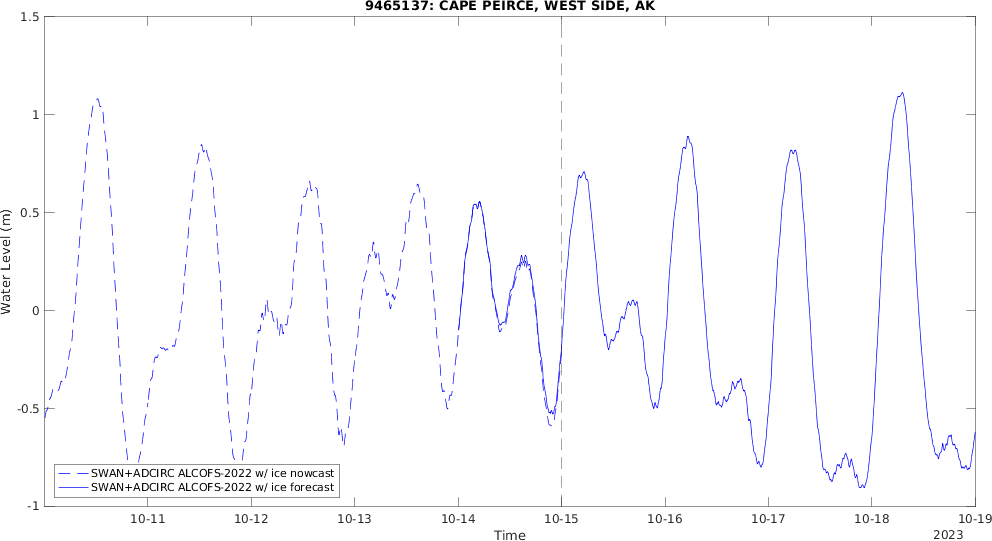 9465137: CAPE PEIRCE, WEST SIDE, AK
1.5
1
0.5
0
-0.5
-1
Water Level (m)
SWAN+ADCIRC ALCOFS-2022 w/ ice nowcast
SWAN+ADCIRC ALCOFS-2022 w/ ice forecast
10-11 10-12 10-13 10-14 10-15 10-16 10-17 10-18 10-19
Time
2023